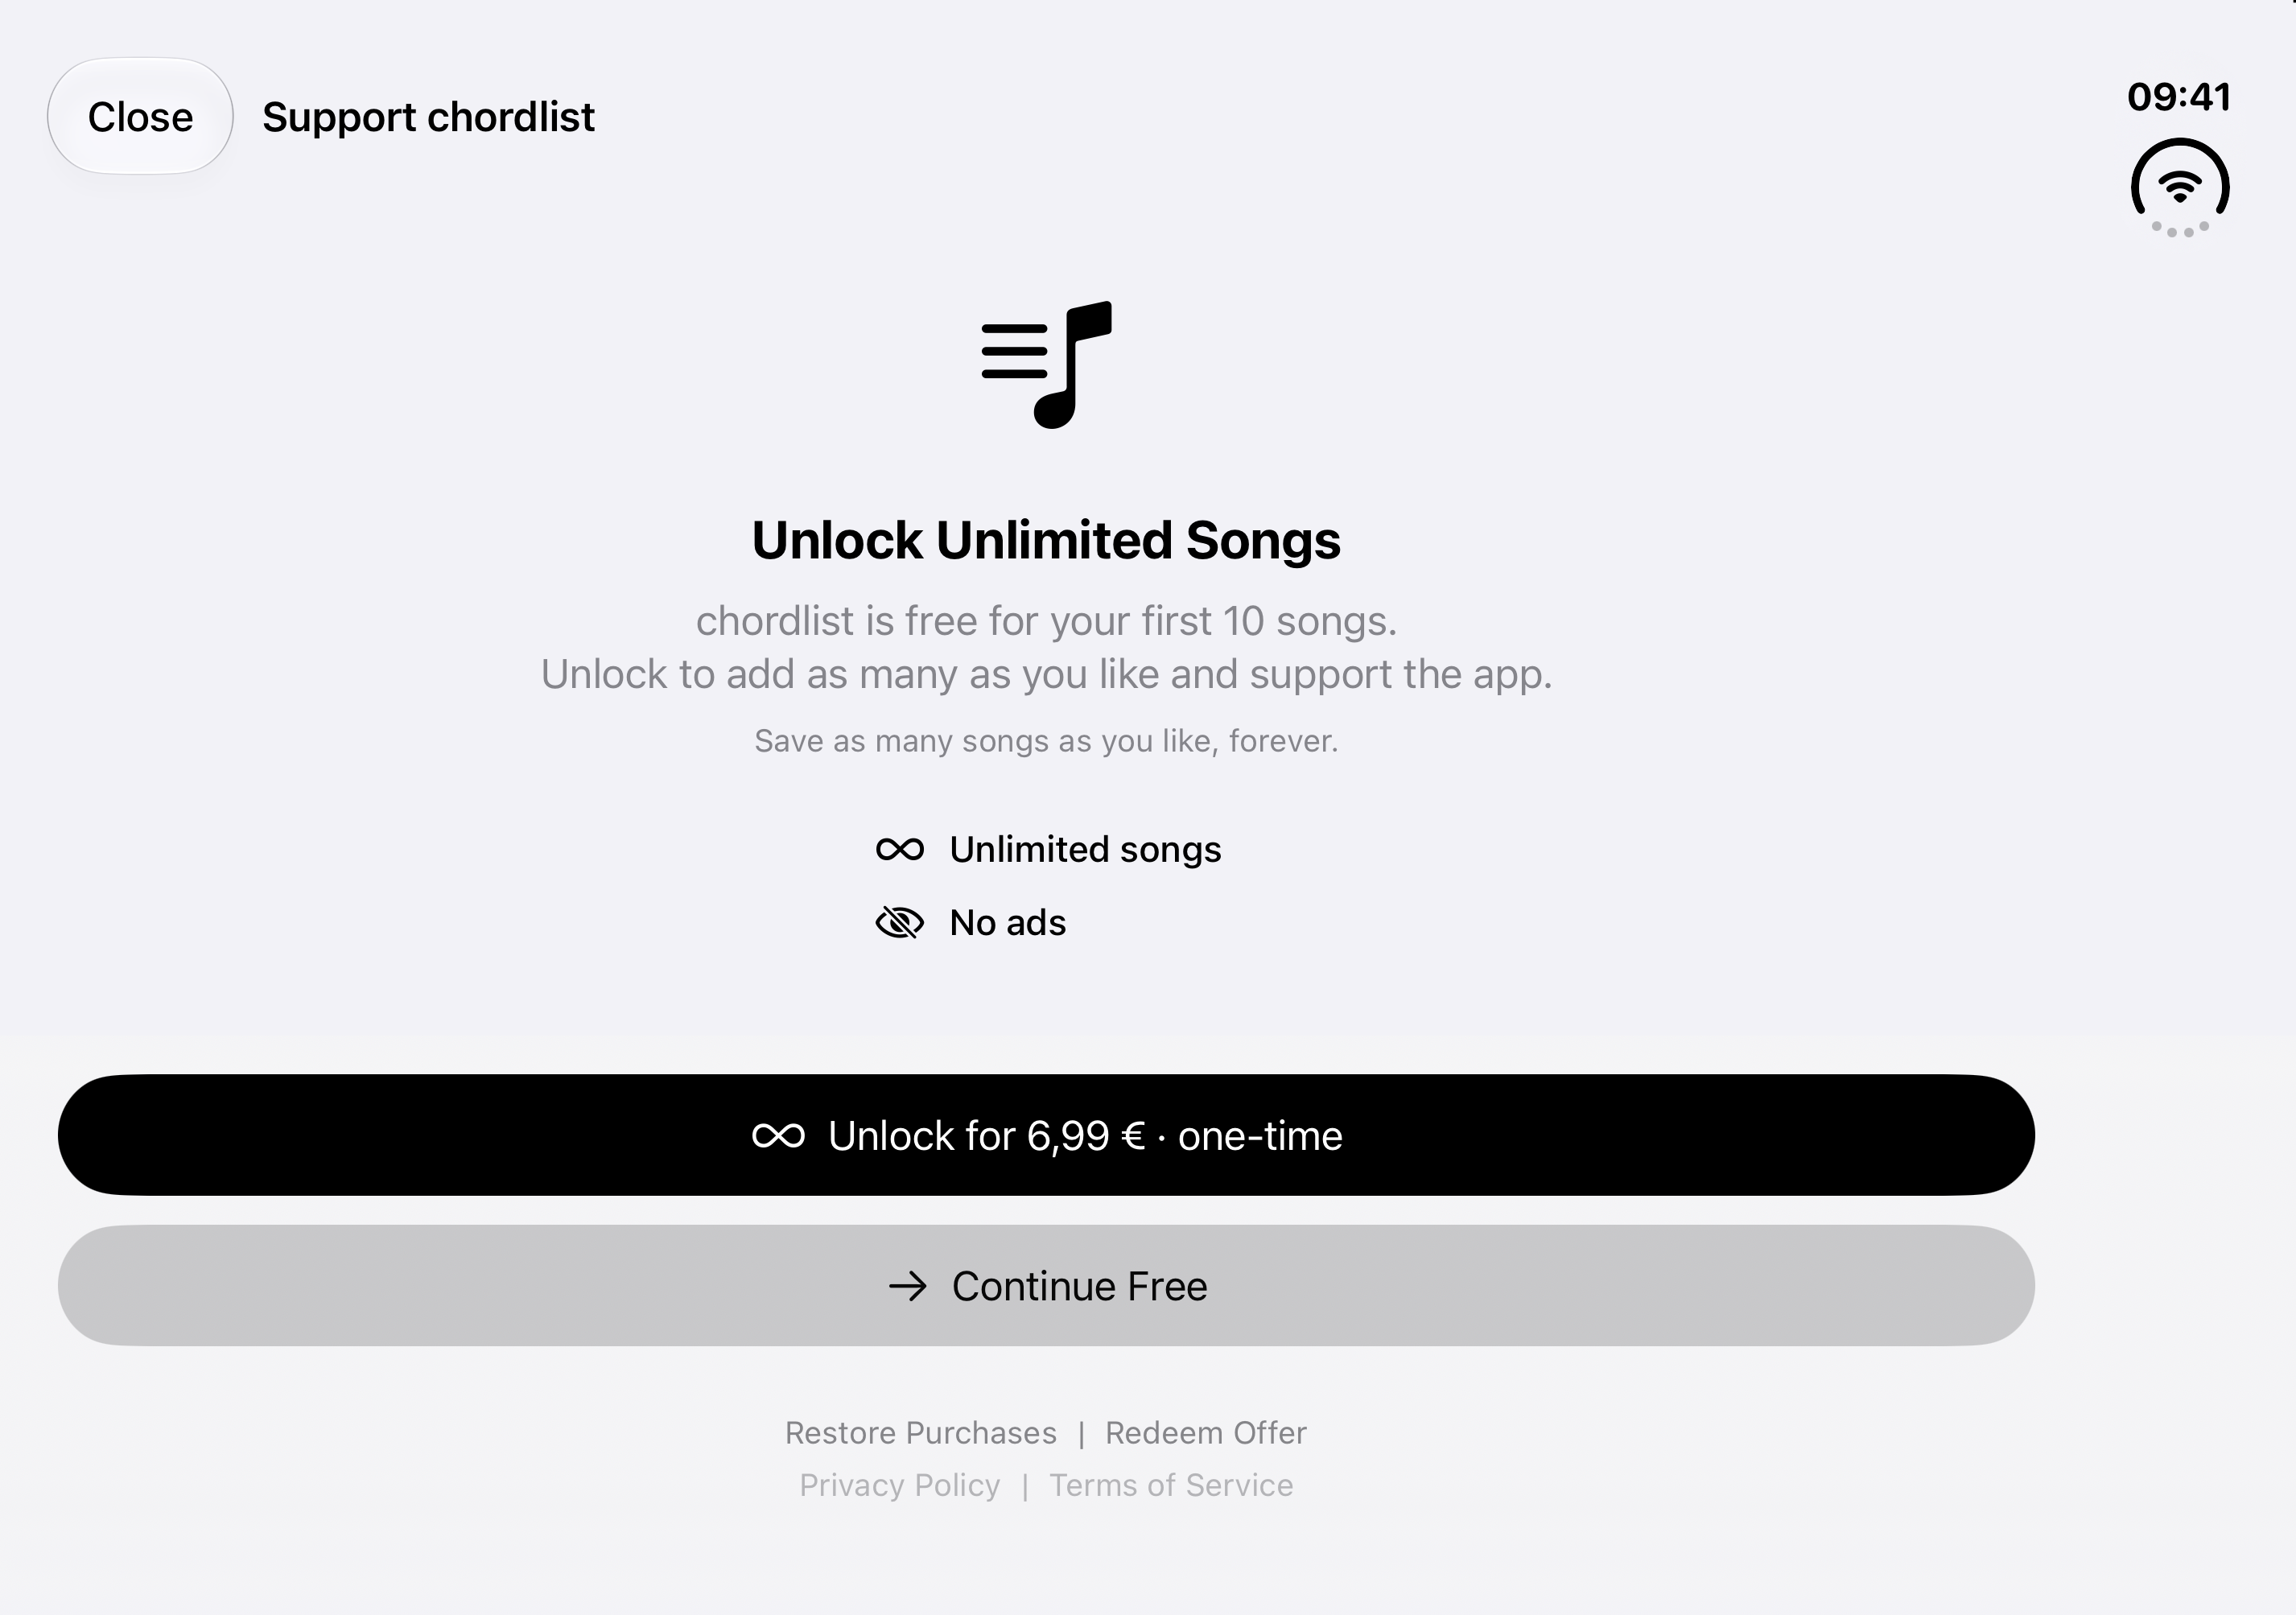 Close Support chordlist
09:41
Unlock Unlimited Songs
chordlist is free for your first 10 songs.
Unlock to add as many as you like and support the app.
Save as many songs as you like, forever.
Unlimited songs
No ads
Unlock for 6,99 € · one-time
Continue Free
Restore Purchases | Redeem Offer
Privacy Policy | Terms of Service